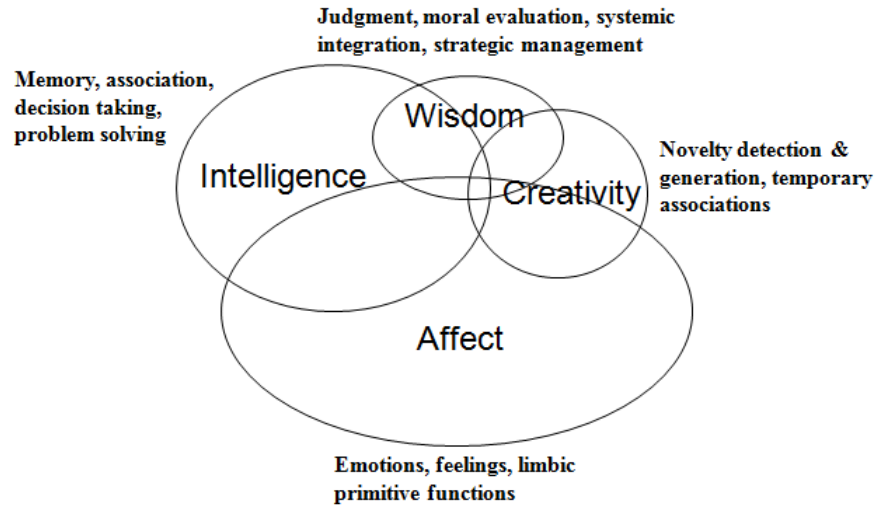 Judgment, moral evaluation, systemic
integration, strategic management
Memory, association,
decision taking,
problem solving
Wisdom
Novelty detection &
generation, temporary
associations
Intelligence
Creativity
Affect
Emotions, feelings, limbic
primitive functions